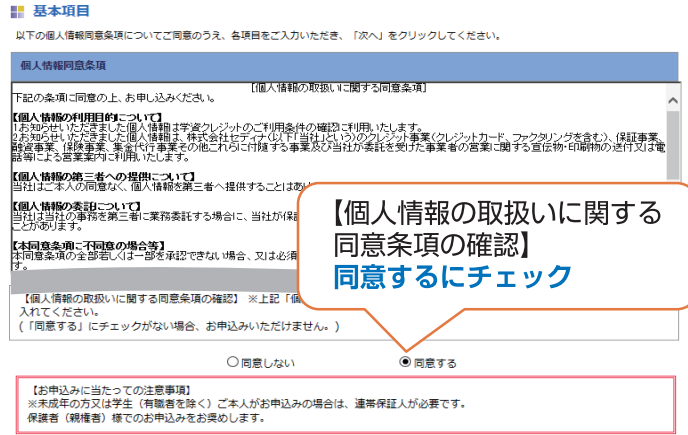 基本項目
以下の個人情報同意条項についてご同意のうえ、各項目をご入力いただき、「次へ」をクリックしてください。
個人情報同意条項
[個人情報の取扱いに関する同意条項]
下記の条項に同意の上、お申し込みください。
【個人情報の利用目的について】
1.お知らせいただきました個人情報は学資クレジットのご利用条件の確認に利用いたします。
2.お知らせいただきました個人情報は、株式会社セディナ(以下「当社」という)のクレジット事業(クレジットカード、ファクタリングを含む)、保証事業、
融資事業、保険事業、集金代行事業その他これらに付随する事業及び当社が委託を受けた事業者の営業に関する宣伝物・印刷物の送付又は電
話等による営業案内に利用いたします。
【個人情報の第三者への提供について】
当社はご本人の同意なく、個人情報を第三者へ提供することはあ
【個人情報の委託について】
当社は当社の事務を第三者に業務委託する場合に、当社が保
ことがあります。
【本同意条項に不同意の場合等】
本同意条項の全部若しくは一部を承認できない場合、又は必須
す。
【個人情報の取扱いに関する
同意条項の確認】
同意するにチェック
【個人情報の取扱いに関する同意条項の確認】 ※上記「個
入れてください。
(「同意する」にチェックがない場合、お申込みいただけません。)
同意しない 同意する
【お申込みに当たっての注意事項】
※未成年の方又は学生（有職者を除く）ご本人がお申込みの場合は、連帯保証人が必要です。
保護者（親権者）様でのお申込みをお奨めします。